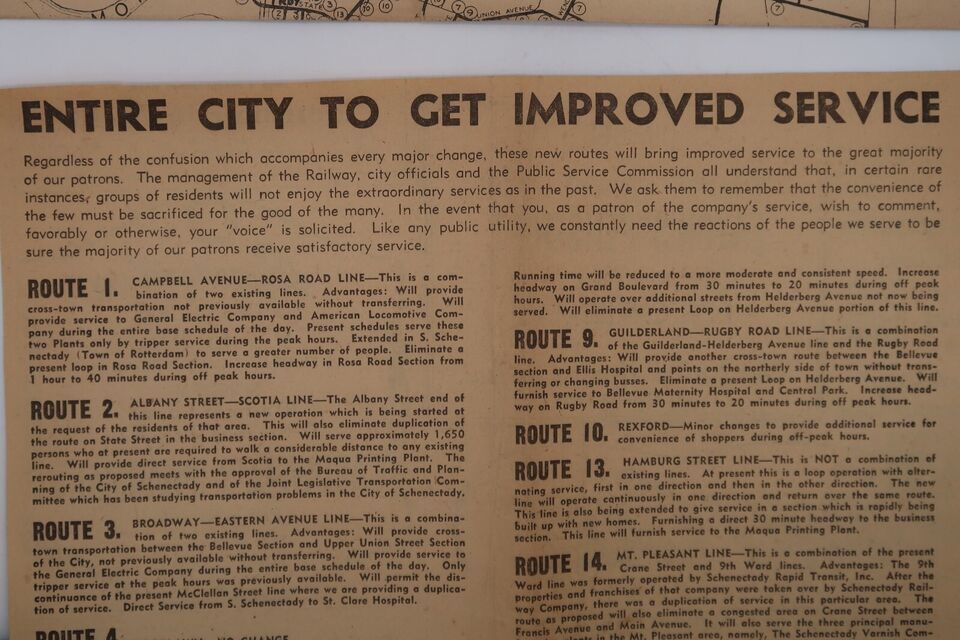 UNION AVENUE
ENTIRE CITY TO GET IMPROVED SERVICE
Regardless of the confusion which accompanies every major change, these new routes will bring improved service to the great majority
of our patrons. The management of the Railway, city officials and the Public Service Commission all understand that, in certain rare
instances, groups of residents will not enjoy the extraordinary services as in the past. We ask them to remember that the convenience of
the few must be sacrificed for the good of the many. In the event that you, as a patron of the company's service, wish to comment,
favorably or otherwise, your "voice" is solicited. Like any public utility, we constantly need the reactions of the people we serve to be
sure the majority of our patrons receive satisfactory service.
ROUTE 1. CAMPBELL AVENUE—ROSA ROAD LINE—This is a com-
bination of two existing lines. Advantages: Will provide
cross-town transportation not previously available without transferring. Will
provide service to General Electric Company and American Locomotive Com-
pany during the entire base schedule of the day. Present schedules serve these
two Plants only by tripper service during the peak hours. Extended in S. Sche-
nectady (Town of Rotterdam) to serve a greater number of people. Eliminate a
present loop in Rosa Road Section. Increase headway in Rosa Road Section from
1 hour to 40 minutes during off peak hours.
ROUTE 2. ALBANY STREET—SCOTIA LINE—The Albany Street end of
this line represents a new operation which is being started at
the request of the residents of that area. This will also eliminate duplication of
the route on State Street in the business section. Will serve approximately 1,650
persons who at present are required to walk a considerable distance to any existing
line. Will provide direct service from Scotia to the Maqua Printing Plant. The
rerouting as proposed meets with the approval of the Bureau of Traffic and Plan-
ning of the City of Schenectady and of the Joint Legislative Transportation Com-
mittee which has been studying transportation problems in the City of Schenectady.
ROUTE 3. BROADWAY—EASTERN AVENUE LINE—This is a combina-
tion of two existing lines. Advantages: Will provide cross-
town transportation between the Bellevue Section and Upper Union Street Section
of the City, not previously available without transferring. Will provide service to
the General Electric Company during the entire base schedule of the day. Only
tripper service at the peak hours was previously available. Will permit the dis-
continuance of the present McClellan Street line where we are providing a duplica-
tion of service. Direct Service from S. Schenectady to St. Clare Hospital.
ROUTE 4. NO CHANGE
Running time will be reduced to a more moderate and consistent speed. Increase
headway on Grand Boulevard from 30 minutes to 20 minutes during off peak
hours. Will operate over additional streets from Helderberg Avenue not now being
served. Will eliminate a present Loop on Helderberg Avenue portion of this line.
ROUTE 9. GUILDERLAND—RUGBY ROAD LINE—This is a combination
of the Guilderland-Helderberg Avenue line and the Rugby Road
line. Advantages: Will provide another cross-town route between the Bellevue
section and Ellis Hospital and points on the northerly side of town without trans-
ferring or changing busses. Eliminate a present Loop on Helderberg Avenue. Will
furnish service to Bellevue Maternity Hospital and Central Park. Increase head-
way on Rugby Road from 30 minutes to 20 minutes during off peak hours.
ROUTE 10. REXFORD—Minor changes to provide additional service for
convenience of shoppers during off-peak hours.
ROUTE 13. HAMBURG STREET LINE—This is NOT a combination of
existing lines. At present this is a loop operation with alter-
nating service, first in one direction and then in the other direction. The new
line will operate continuously in one direction and return over the same route.
This line is also being extended to give service in a section which is rapidly being
built up with new homes. Furnishing a direct 30 minute headway to the business
section. This line will furnish service to the Maqua Printing Plant.
ROUTE 14. MT. PLEASANT LINE—This is a combination of the present
Crane Street and 9th Ward lines. Advantages: The 9th
Ward line was formerly operated by Schenectady Rapid Transit, Inc. After the
properties and franchises of that company were taken over by Schenectady Rail-
way Company, there was a duplication of service in this particular area. The
route as proposed will also eliminate a congested area on Crane Street between
Francis Avenue and Main Avenue. It will also serve the three principal manu-
plants in the Mt. Pleasant area, namely, The Schenectady Varnish Com-